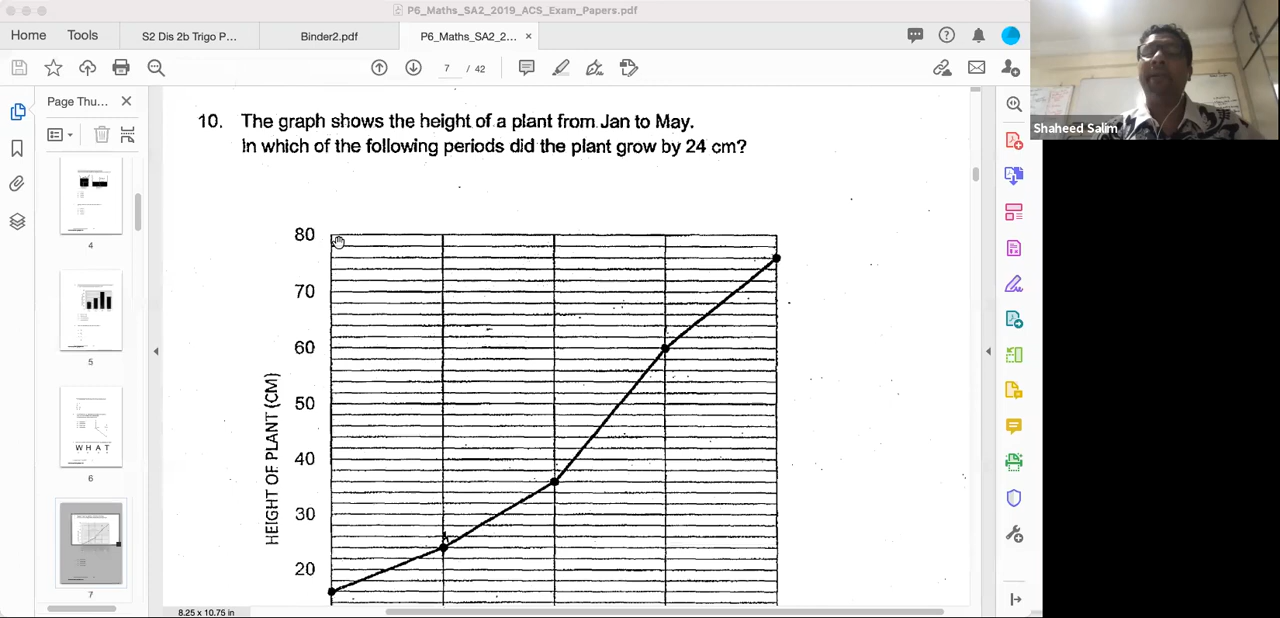 P6_Maths_SA2_2019_ACS_Exam_Papers.pdf
Home Tools S2 Dis 2b Trigo P... Binder2.pdf P6_Maths_SA2_2... ×
7 / 42
Page Thu...
Shaheed Salim
4
5
W H A T
6
7
10. The graph shows the height of a plant from Jan to May.
In which of the following periods did the plant grow by 24 cm?
80
70
60
50
40
30
20
HEIGHT OF PLANT (CM)
8.25 x 10.75 in